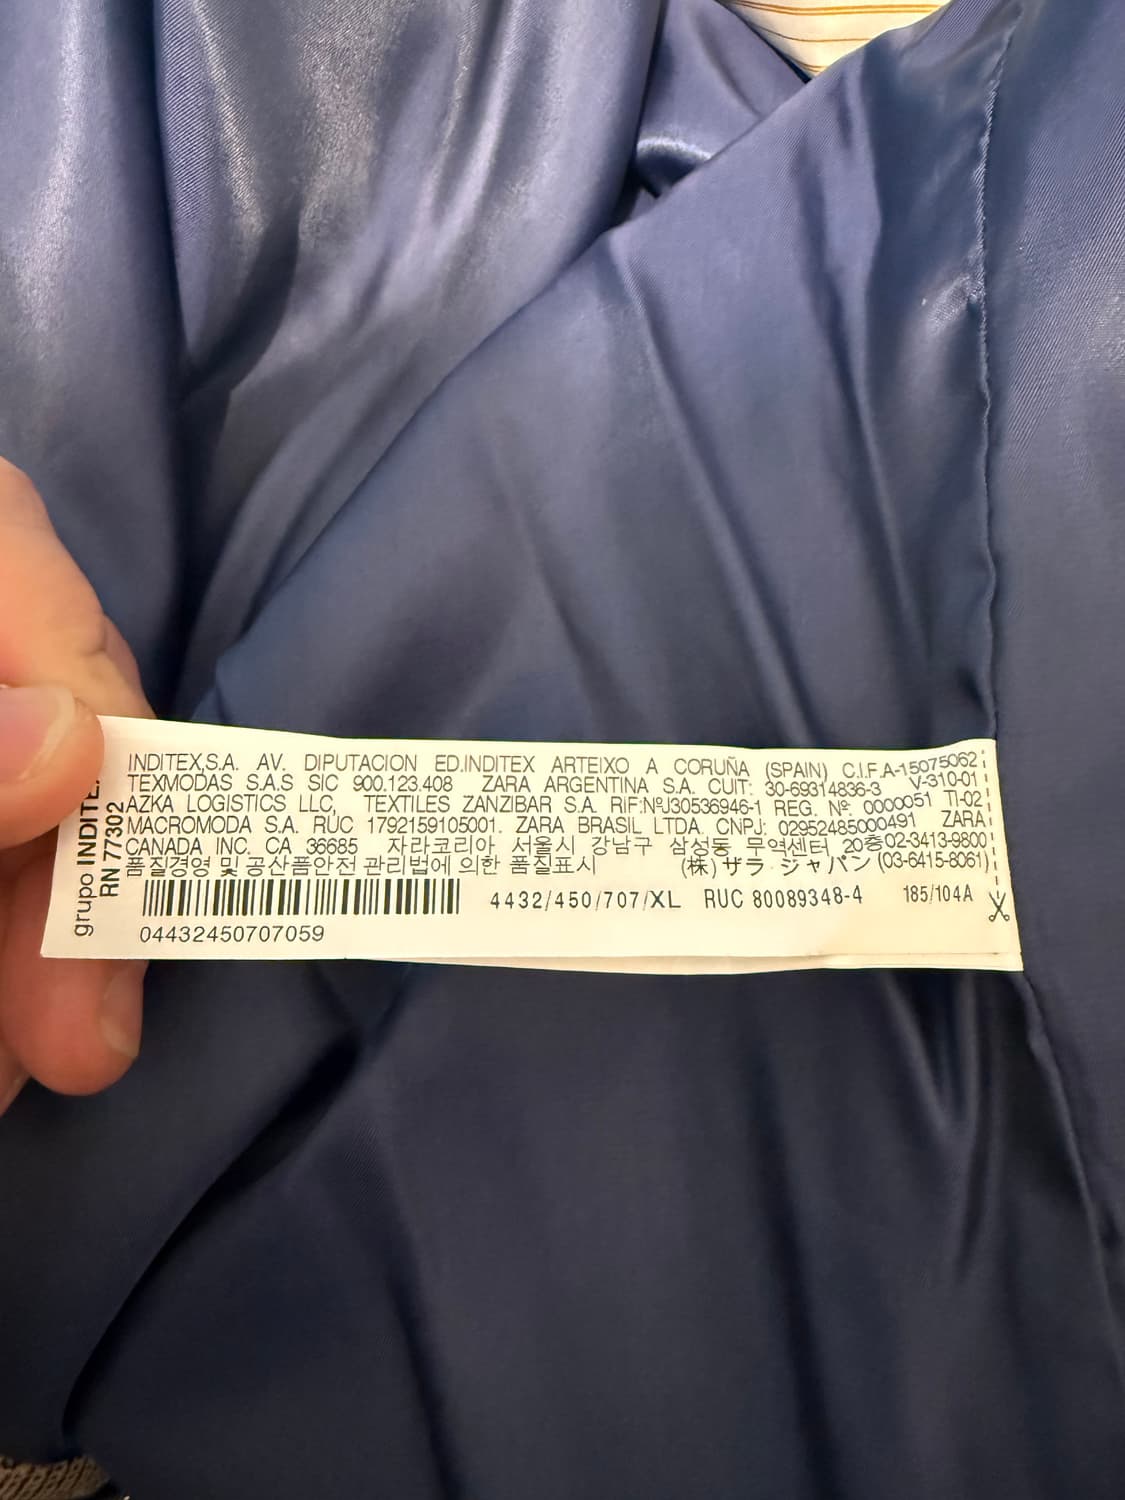 grupo INDITE
RN 77302
INDITEX,S.A. AV. DIPUTACION ED.INDITEX ARTEIXO A CORUÑA (SPAIN) C.I.F.A-15075062
TEXMODAS S.A.S SIC 900.123.408 ZARA ARGENTINA S.A. CUIT: 30-69314836-3 V-310-01
AZKA LOGISTICS LLC, TEXTILES ZANZIBAR S.A. RIF:NºJ30536946-1 REG. Nº 0000051 TI-02
MACROMODA S.A. RUC 1792159105001. ZARA BRASIL LTDA. CNPJ: 02952485000491 ZARA
CANADA INC. CA 36685 자라코리아 서울시 강남구 삼성동 무역센터 20층02-3413-9800
품질경영 및 공산품안전 관리법에 의한 품질표시 (株) ザラ・ジャパン (03-6415-8061)
4432/450/707/XL RUC 80089348-4 185/104A
04432450707059